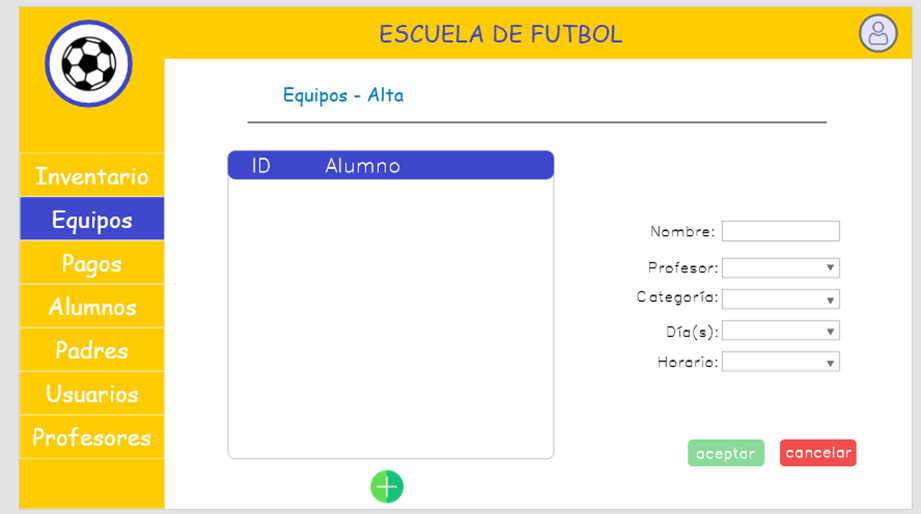 ESCUELA DE FUTBOL
Equipos - Alta
Inventario
Equipos
Pagos
Alumnos
Padres
Usuarios
Profesores
ID Alumno
Nombre:
Profesor:
Categoría:
Día(s):
Horario:
aceptar cancelar